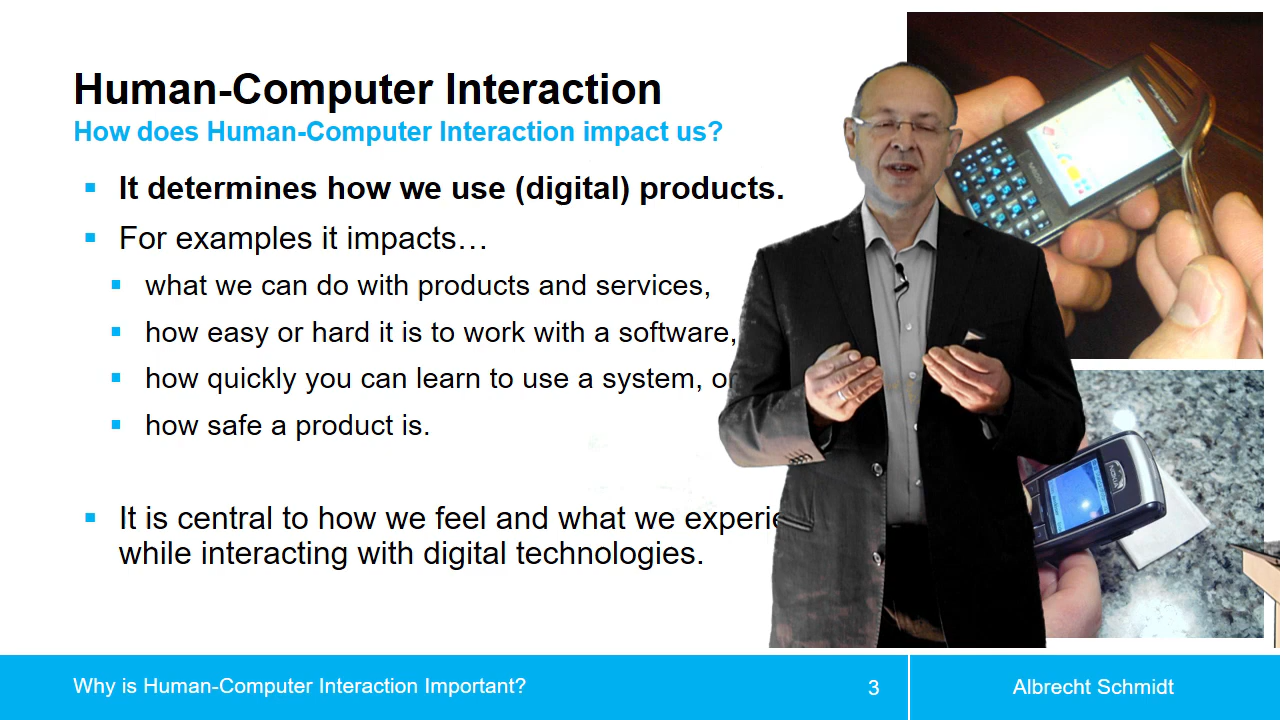 Human-Computer Interaction
How does Human-Computer Interaction impact us?
It determines how we use (digital) products.
For examples it impacts…
what we can do with products and services,
how easy or hard it is to work with a software,
how quickly you can learn to use a system, or
how safe a product is.
It is central to how we feel and what we
while interacting with digital technologies.
NOKIA
Why is Human-Computer Interaction Important?
3
Albrecht Schmidt